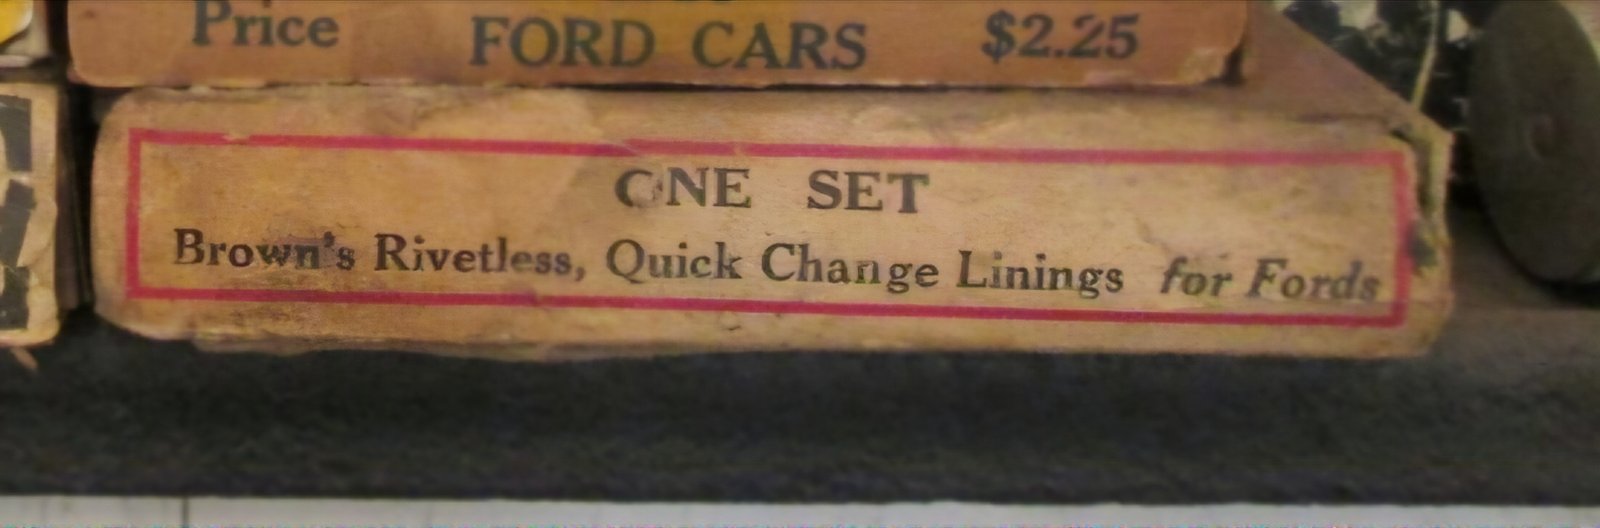 Price FORD CARS $2.25
ONE SET
Brown's Rivetless, Quick Change Linings for Fords